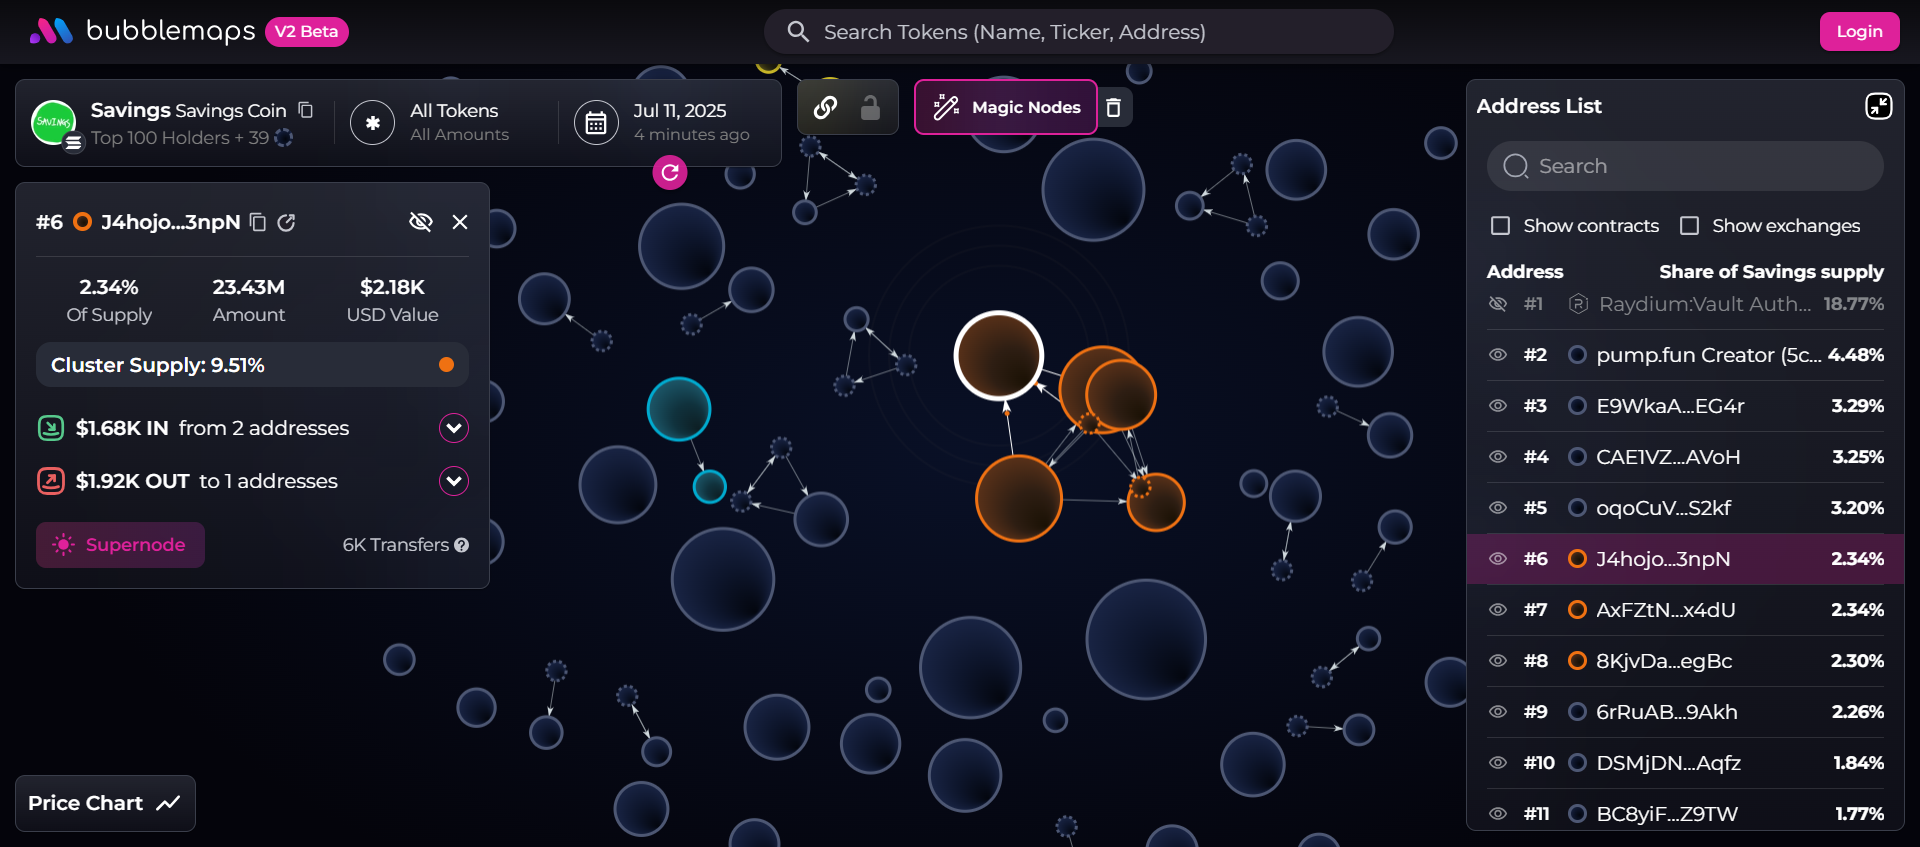 bubblemaps V2 Beta
Search Tokens (Name, Ticker, Address)
Login
SAVINGS
Savings Savings Coin
Top 100 Holders + 39
All Tokens
All Amounts
Jul 11, 2025
4 minutes ago
Magic Nodes
#6 J4hojo...3npN
2.34% 23.43M $2.18K
Of Supply Amount USD Value
Cluster Supply: 9.51%
$1.68K IN from 2 addresses
$1.92K OUT to 1 addresses
Supernode 6K Transfers ?
Price Chart
Address List
Search
Show contracts Show exchanges
Address Share of Savings supply
#1 Raydium:Vault Auth... 18.77%
#2 pump.fun Creator (5c... 4.48%
#3 E9WkaA...EG4r 3.29%
#4 CAE1VZ...AVoH 3.25%
#5 oqoCuV...S2kf 3.20%
#6 J4hojo...3npN 2.34%
#7 AxFZtN...x4dU 2.34%
#8 8KjvDa...egBc 2.30%
#9 6rRuAB...9Akh 2.26%
#10 DSMjDN...Aqfz 1.84%
#11 BC8yiF...Z9TW 1.77%